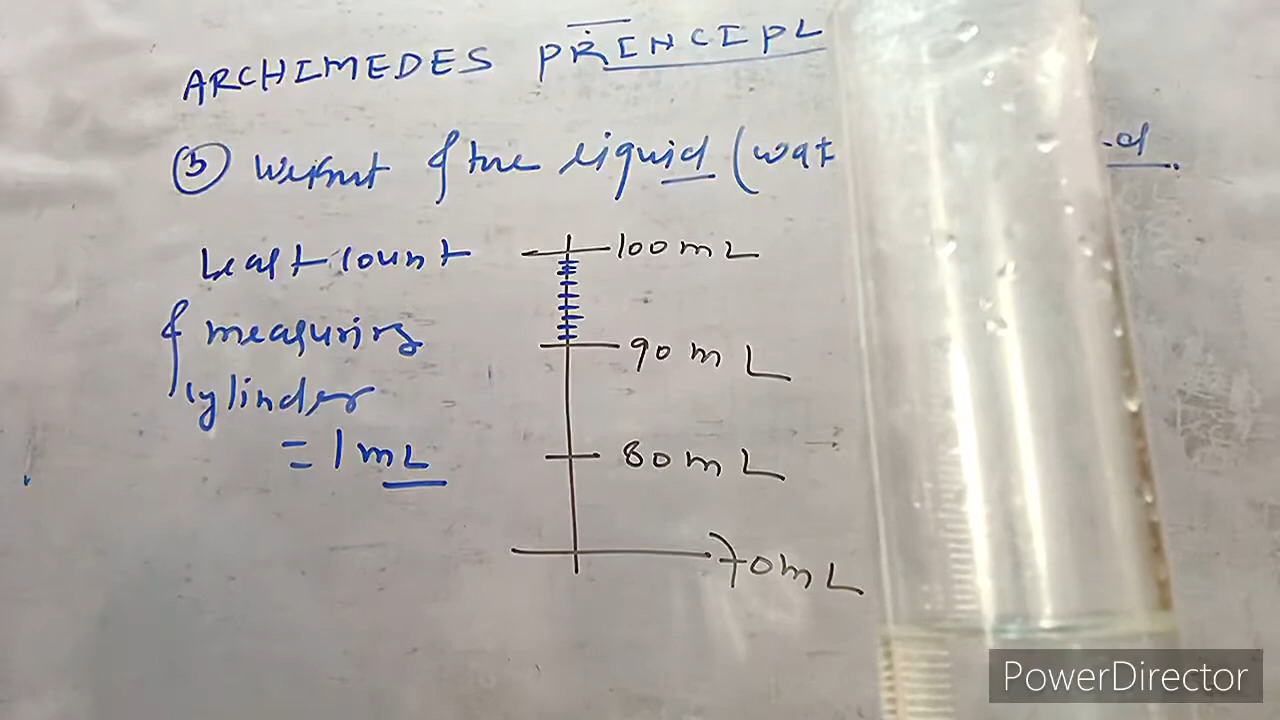 ARCHIMEDES PRINCIPL
③ Weight of the liquid (wat
Least count
of measuring
cylinder
= 1 mL
100 mL
90 mL
80 mL
70 mL
PowerDirector